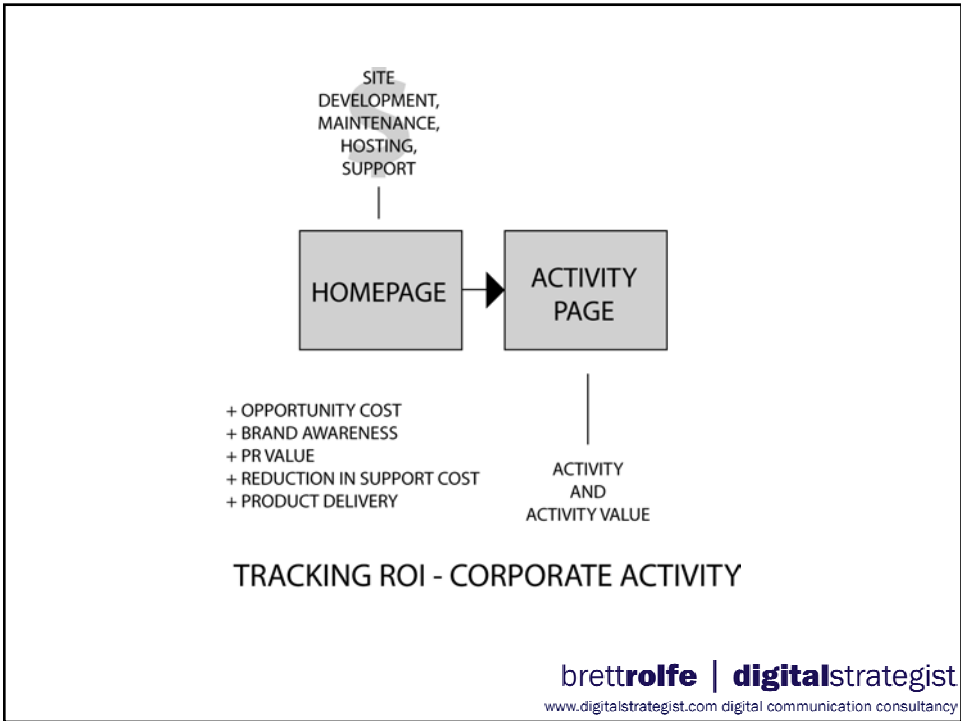 SITE
DEVELOPMENT,
MAINTENANCE,
HOSTING,
SUPPORT
$
HOMEPAGE
ACTIVITY
PAGE
+ OPPORTUNITY COST
+ BRAND AWARENESS
+ PR VALUE
+ REDUCTION IN SUPPORT COST
+ PRODUCT DELIVERY
ACTIVITY
AND
ACTIVITY VALUE
TRACKING ROI - CORPORATE ACTIVITY
brettrolfe | digitalstrategist
www.digitalstrategist.com digital communication consultancy